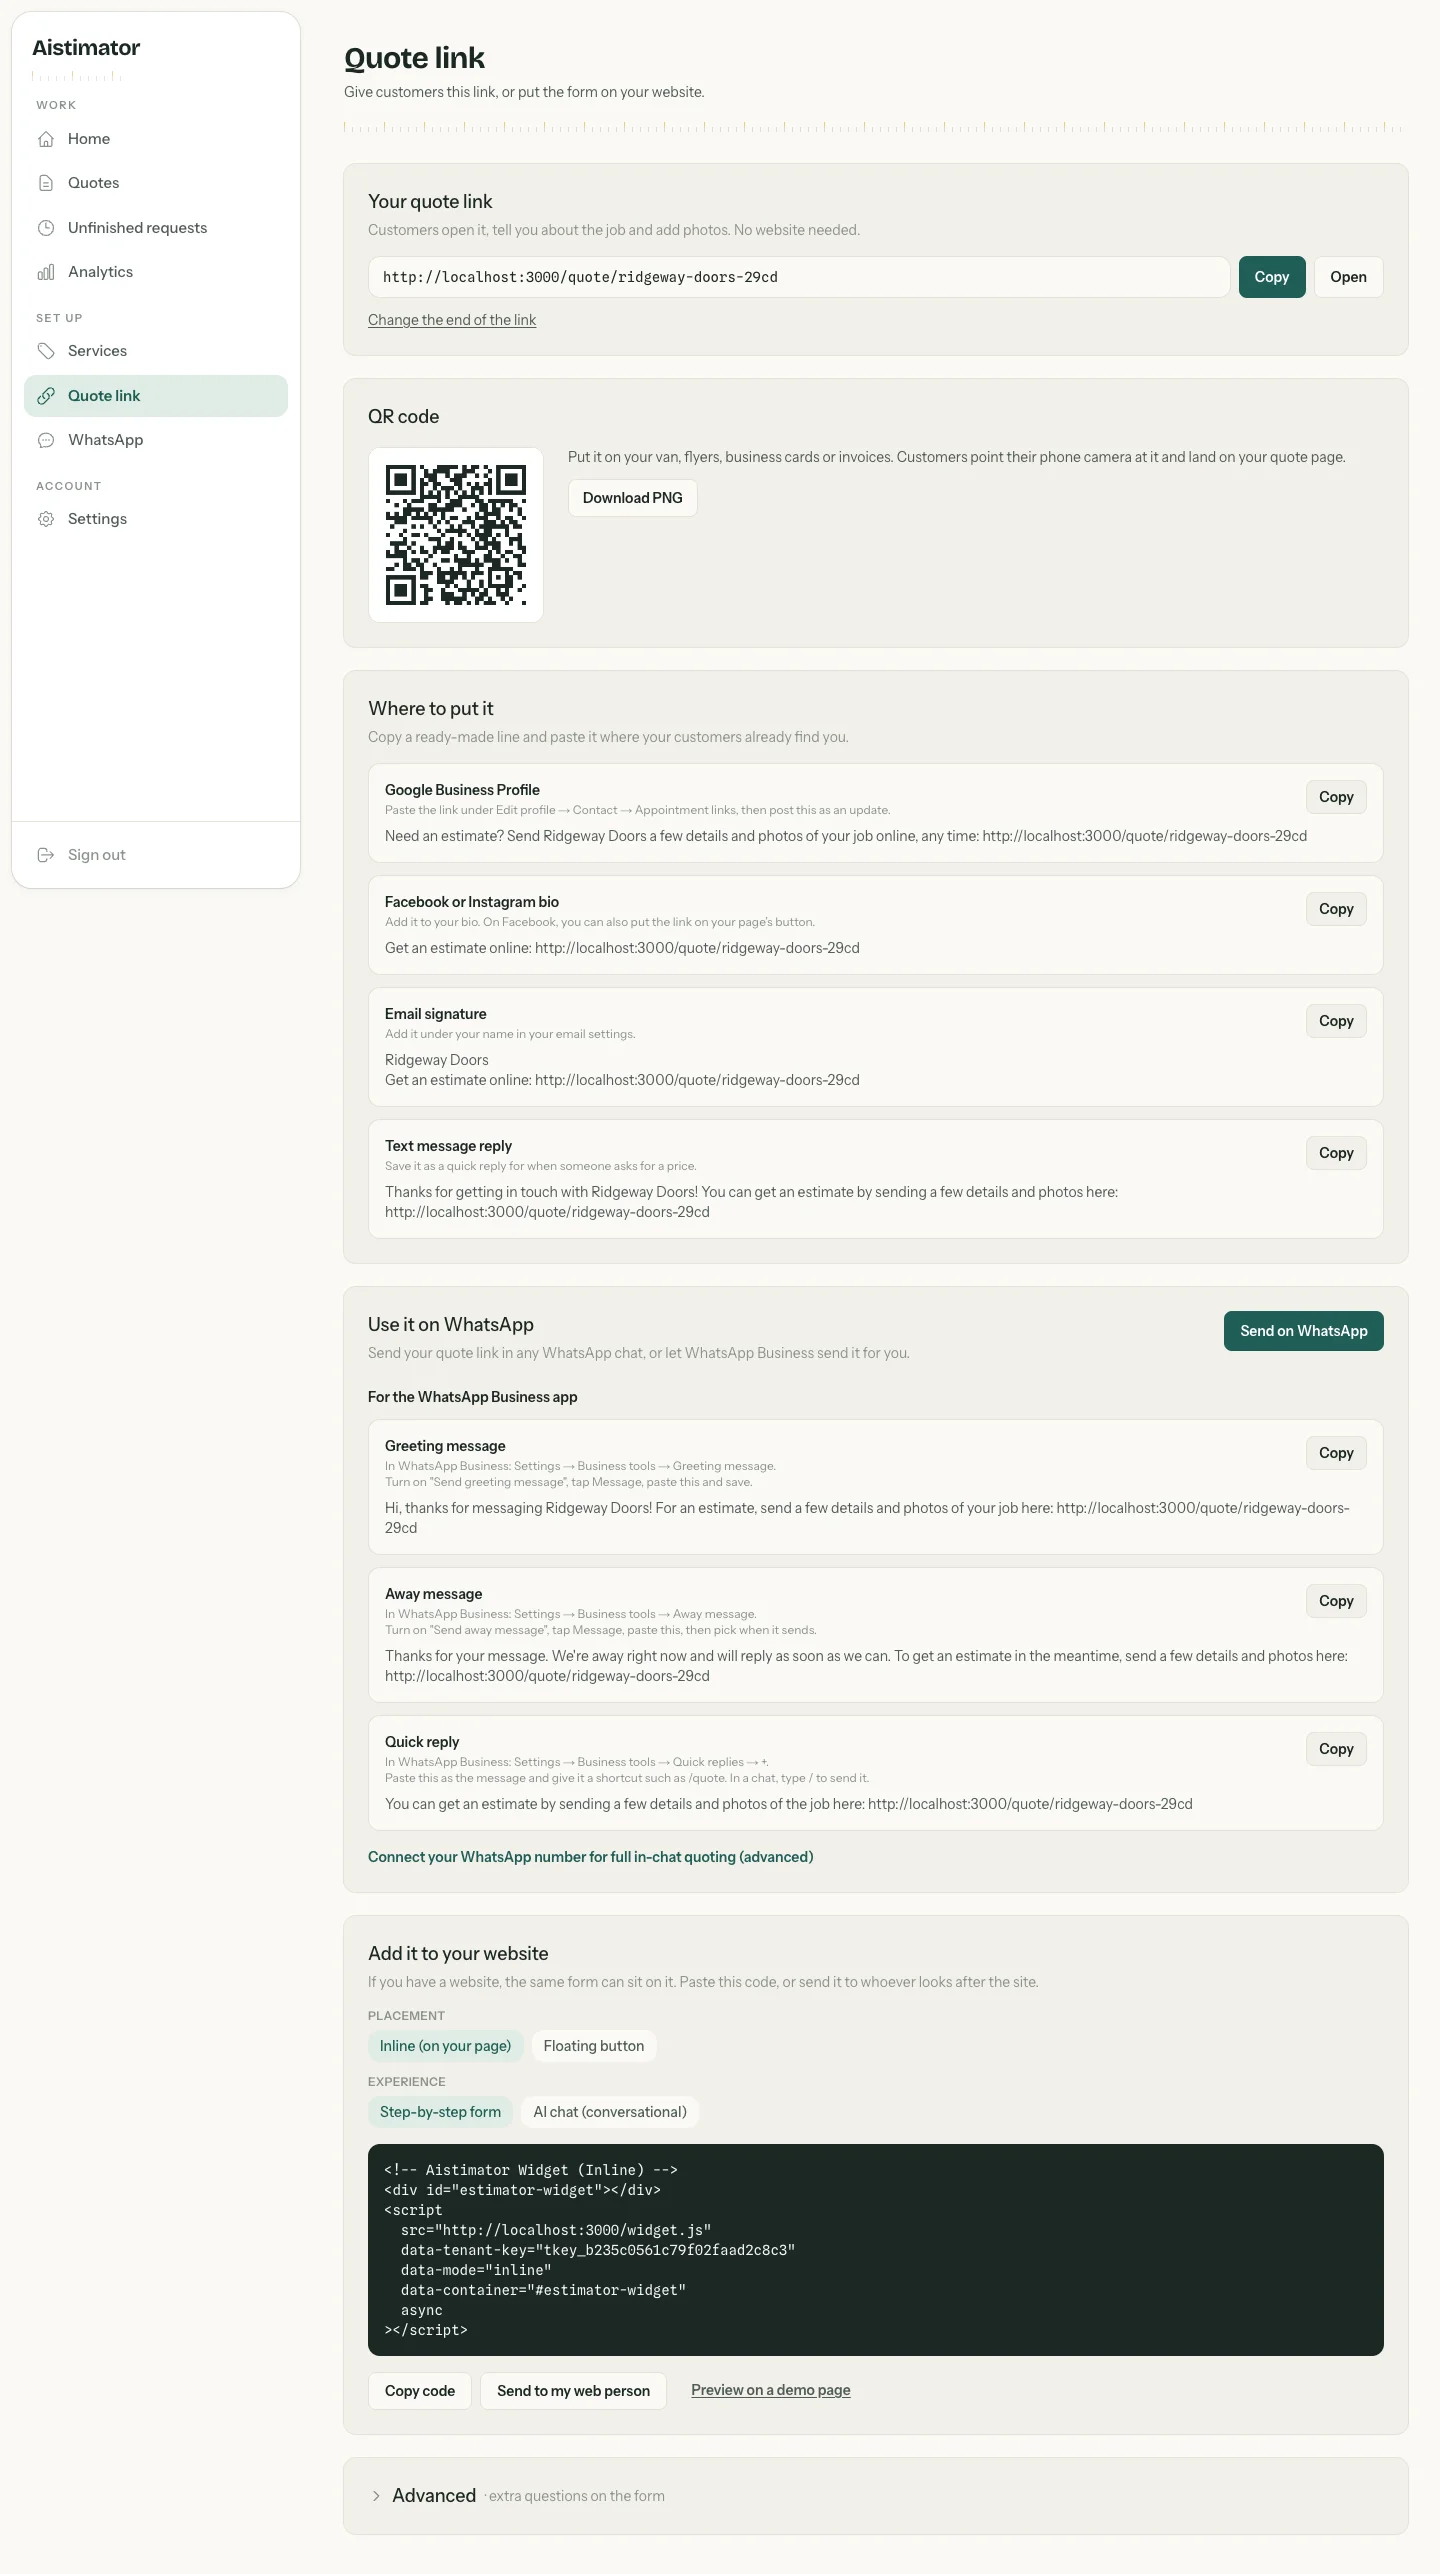 Aistimator
WORK
Home
Quotes
Unfinished requests
Analytics
SET UP
Services
Quote link
WhatsApp
ACCOUNT
Settings
Sign out
Quote link
Give customers this link, or put the form on your website.
Your quote link
Customers open it, tell you about the job and add photos. No website needed.
http://localhost:3000/quote/ridgeway-doors-29cd
Copy
Open
Change the end of the link
QR code
Put it on your van, flyers, business cards or invoices. Customers point their phone camera at it and land on your quote page.
Download PNG
Where to put it
Copy a ready-made line and paste it where your customers already find you.
Google Business Profile
Copy
Paste the link under Edit profile → Contact → Appointment links, then post this as an update.
Need an estimate? Send Ridgeway Doors a few details and photos of your job online, any time: http://localhost:3000/quote/ridgeway-doors-29cd
Facebook or Instagram bio
Copy
Add it to your bio. On Facebook, you can also put the link on your page's button.
Get an estimate online: http://localhost:3000/quote/ridgeway-doors-29cd
Email signature
Copy
Add it under your name in your email settings.
Ridgeway Doors
Get an estimate online: http://localhost:3000/quote/ridgeway-doors-29cd
Text message reply
Copy
Save it as a quick reply for when someone asks for a price.
Thanks for getting in touch with Ridgeway Doors! You can get an estimate by sending a few details and photos here:
http://localhost:3000/quote/ridgeway-doors-29cd
Use it on WhatsApp
Send on WhatsApp
Send your quote link in any WhatsApp chat, or let WhatsApp Business send it for you.
For the WhatsApp Business app
Greeting message
Copy
In WhatsApp Business: Settings → Business tools → Greeting message.
Turn on "Send greeting message", tap Message, paste this and save.
Hi, thanks for messaging Ridgeway Doors! For an estimate, send a few details and photos of your job here: http://localhost:3000/quote/ridgeway-doors-
29cd
Away message
Copy
In WhatsApp Business: Settings → Business tools → Away message.
Turn on "Send away message", tap Message, paste this, then pick when it sends.
Thanks for your message. We're away right now and will reply as soon as we can. To get an estimate in the meantime, send a few details and photos here:
http://localhost:3000/quote/ridgeway-doors-29cd
Quick reply
Copy
In WhatsApp Business: Settings → Business tools → Quick replies → +.
Paste this as the message and give it a shortcut such as /quote. In a chat, type / to send it.
You can get an estimate by sending a few details and photos of the job here: http://localhost:3000/quote/ridgeway-doors-29cd
Connect your WhatsApp number for full in-chat quoting (advanced)
Add it to your website
If you have a website, the same form can sit on it. Paste this code, or send it to whoever looks after the site.
PLACEMENT
Inline (on your page)
Floating button
EXPERIENCE
Step-by-step form
AI chat (conversational)
<!-- Aistimator Widget (Inline) -->
<div id="estimator-widget"></div>
<script
src="http://localhost:3000/widget.js"
data-tenant-key="tkey_b235c0561c79f02faad2c8c3"
data-mode="inline"
data-container="#estimator-widget"
async
></script>
Copy code
Send to my web person
Preview on a demo page
Advanced · extra questions on the form